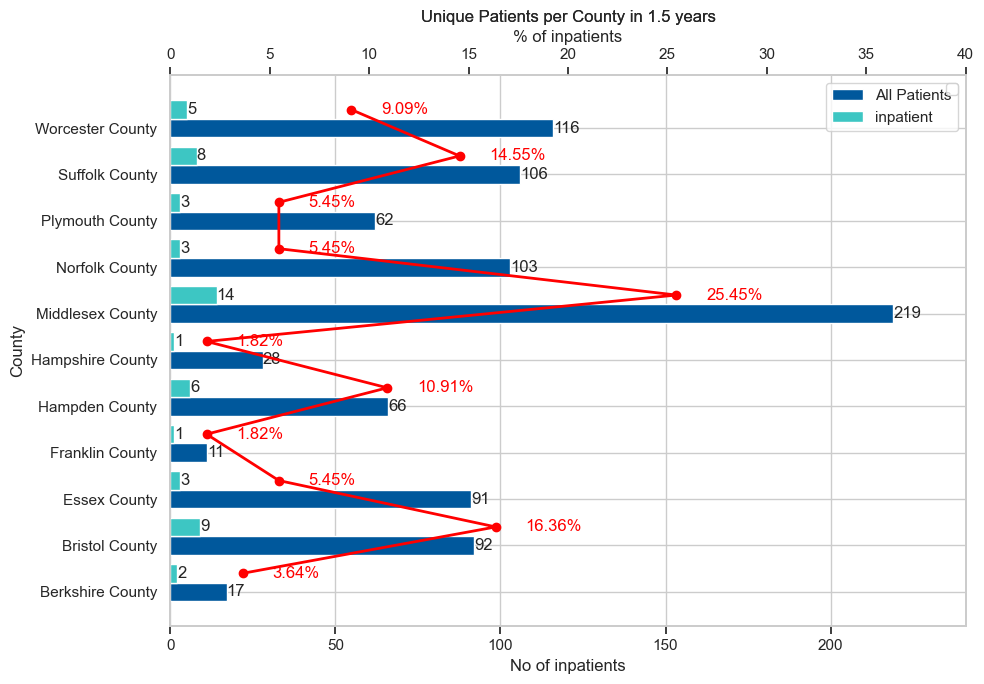 Unique Patients per County in 1.5 years
% of inpatients
0 5 10 15 20 25 30 35 40
All Patients
inpatient
County
Worcester County 5 9.09% 116
Suffolk County 8 14.55% 106
Plymouth County 3 5.45% 62
Norfolk County 3 5.45% 103
Middlesex County 14 25.45% 219
Hampshire County 1 1.82% 28
Hampden County 6 10.91% 66
Franklin County 1 1.82% 11
Essex County 3 5.45% 91
Bristol County 9 16.36% 92
Berkshire County 2 3.64% 17
0 50 100 150 200
No of inpatients